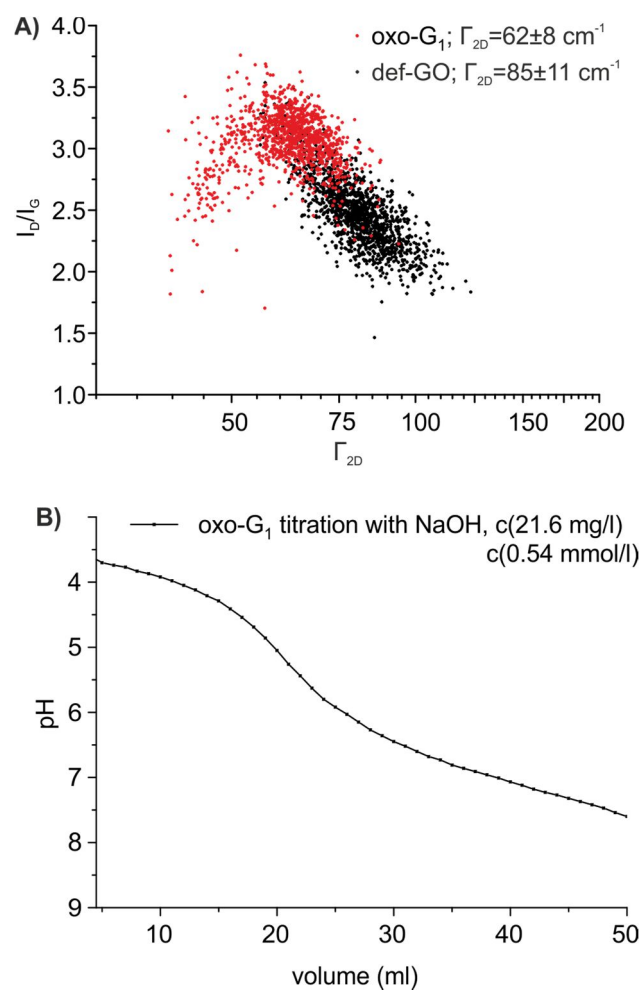 A)
oxo-G₁; Γ₂D=62±8 cm⁻¹
def-GO; Γ₂D=85±11 cm⁻¹
4.0
3.5
3.0
2.5
2.0
1.5
1.0
I_D/I_G
50 75 100 150 200
Γ₂D
B)
oxo-G₁ titration with NaOH, c(21.6 mg/l)
c(0.54 mmol/l)
4
5
6
7
8
9
pH
10 20 30 40 50
volume (ml)